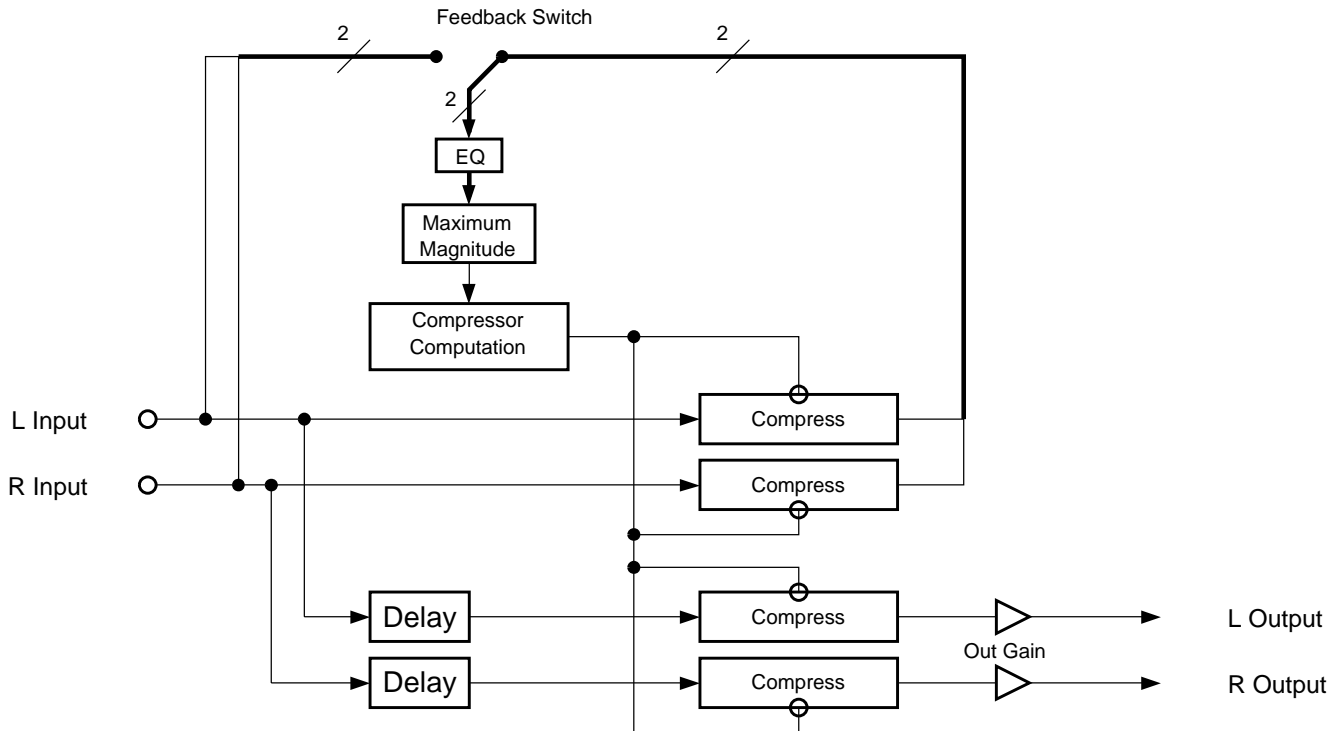 Feedback Switch
2
2
2
EQ
Maximum
Magnitude
Compressor
Computation
L Input
Compress
R Input
Compress
Delay
Compress
L Output
Out Gain
Delay
Compress
R Output